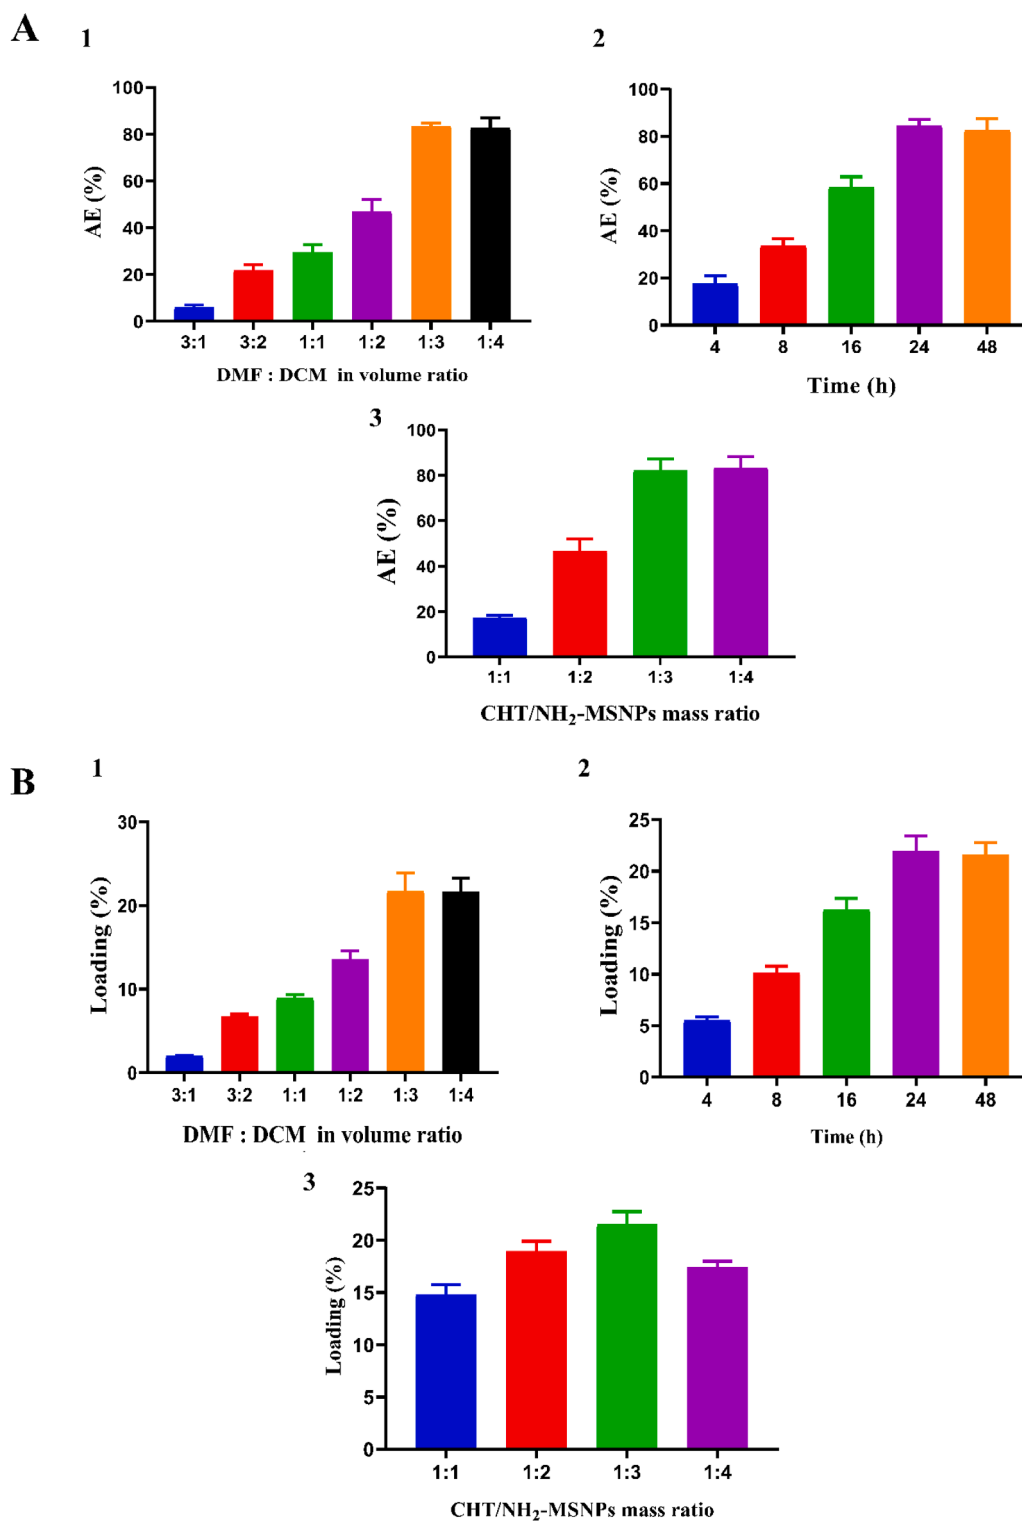 A
1
2
100
80
60
40
20
0
AE (%)
3:1 3:2 1:1 1:2 1:3 1:4
DMF : DCM in volume ratio
100
80
60
40
20
0
AE (%)
4 8 16 24 48
Time (h)
3
100
80
60
40
20
0
AE (%)
1:1 1:2 1:3 1:4
CHT/NH₂-MSNPs mass ratio
B
1
2
30
20
10
0
Loading (%)
3:1 3:2 1:1 1:2 1:3 1:4
DMF : DCM in volume ratio
25
20
15
10
5
0
Loading (%)
4 8 16 24 48
Time (h)
3
25
20
15
10
5
0
Loading (%)
1:1 1:2 1:3 1:4
CHT/NH₂-MSNPs mass ratio